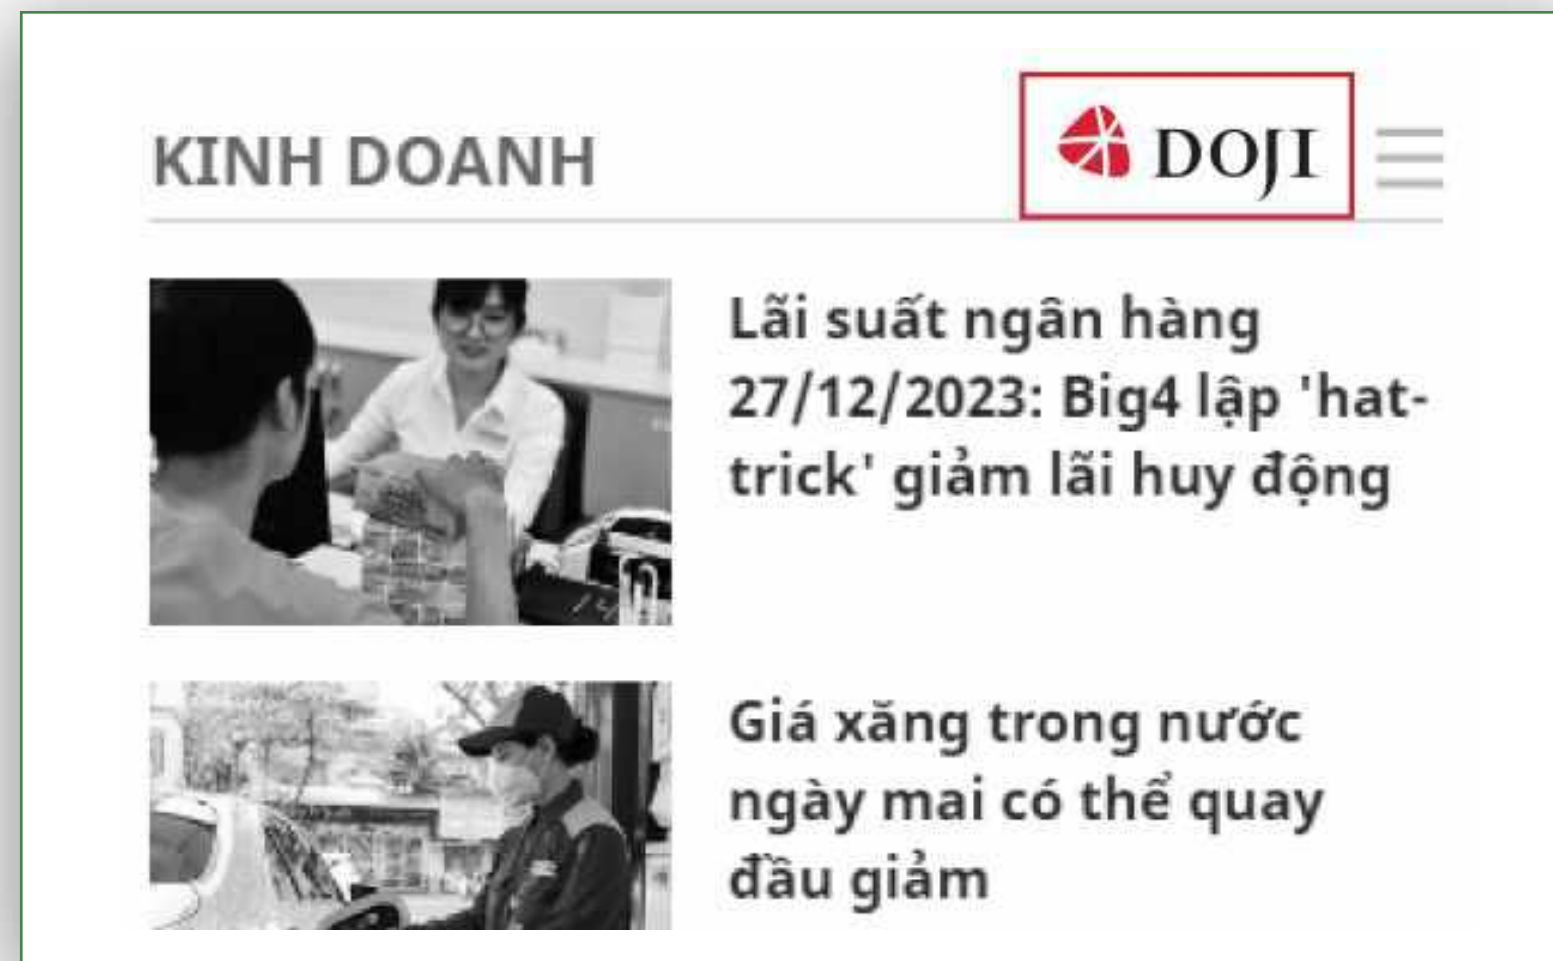 KINH DOANH
DOJI
Lãi suất ngân hàng
27/12/2023: Big4 lập 'hat-
trick' giảm lãi huy động
Giá xăng trong nước
ngày mai có thể quay
đầu giảm